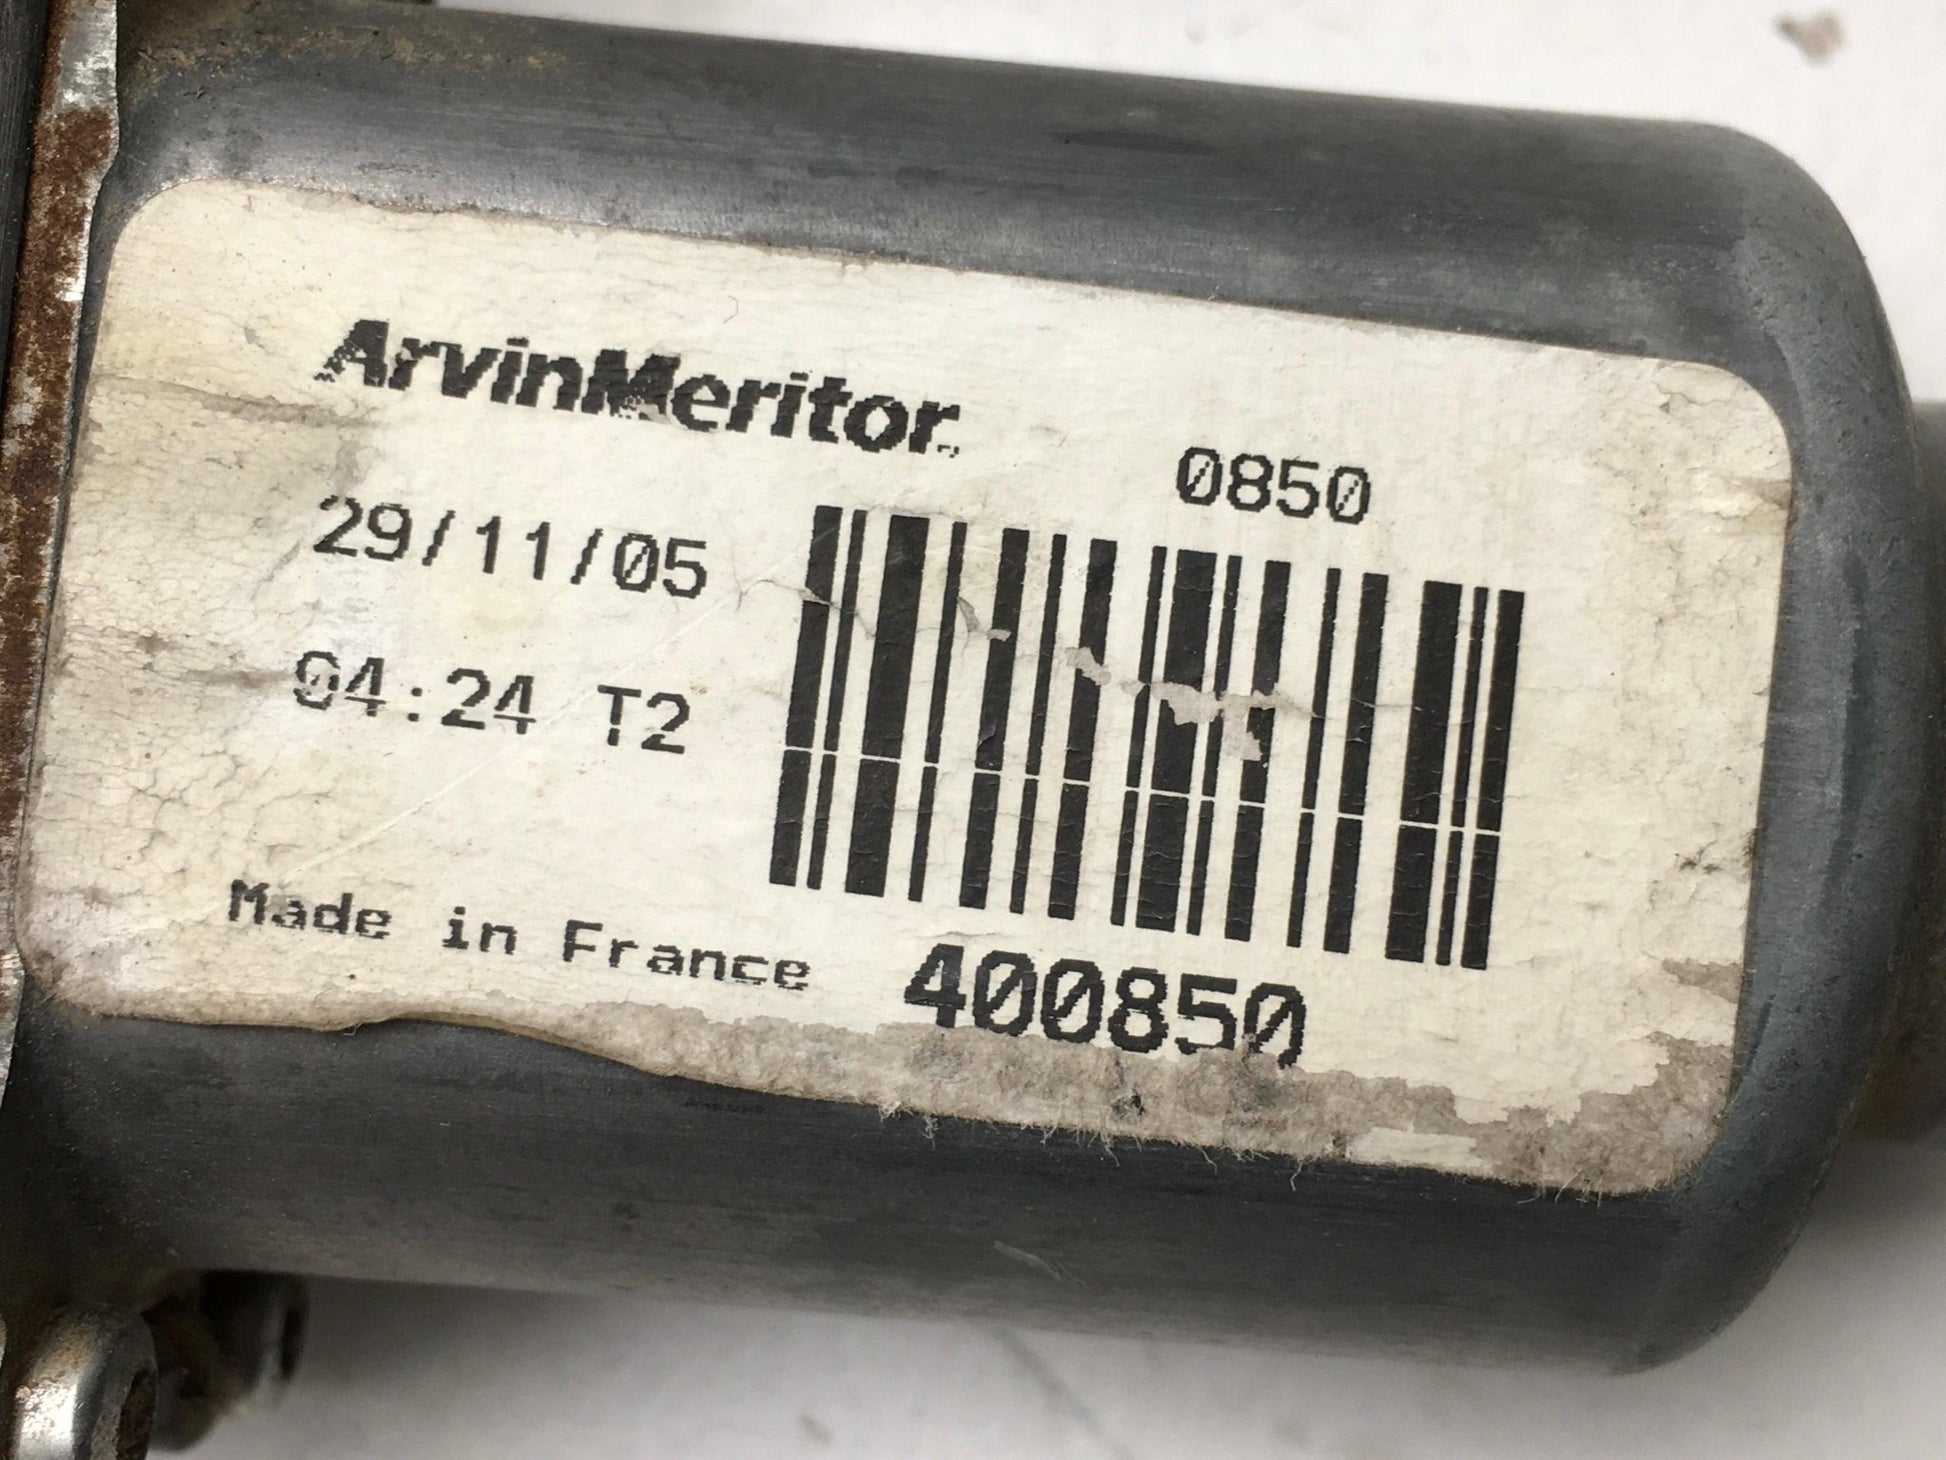 ArvinMeritor
0850
29/11/05
04:24 T2
Made in France
400850